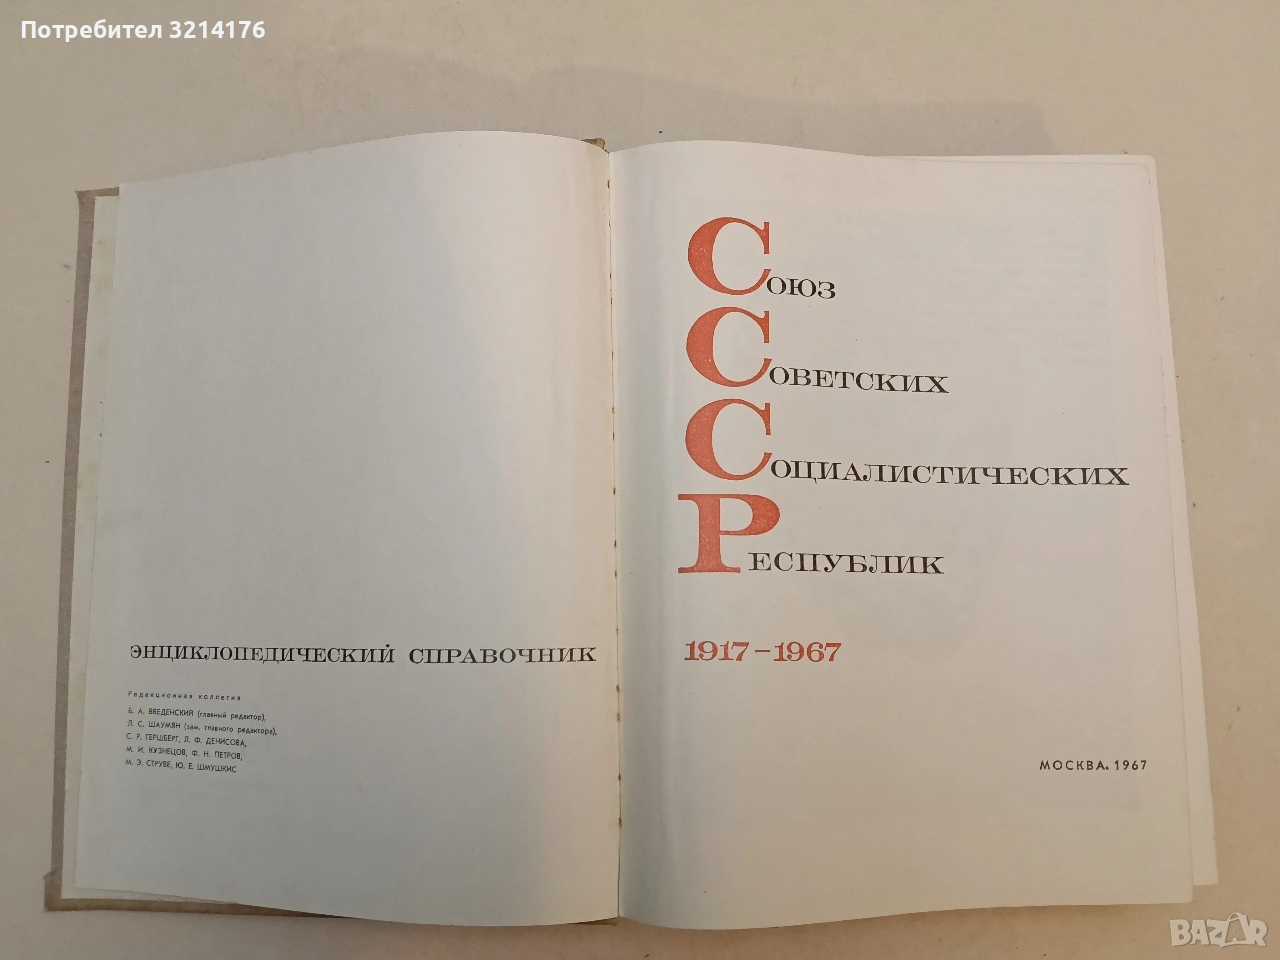 Потребител 3214176
ЭНЦИКЛОПЕДИЧЕСКИЙ СПРАВОЧНИК
Редакционная коллегия
Б. А. ВВЕДЕНСКИЙ (главный редактор),
Л. С. ШАУМЯН (зам. главного редактора),
С. Р. ГЕРШБЕРГ, Л. Ф. ДЕНИСОВА,
М. И. КУЗНЕЦОВ, Ф. Н. ПЕТРОВ,
М. Э. СТРУВЕ, Ю. Е. ШМУШКИС
СОЮЗ
СОВЕТСКИХ
СОЦИАЛИСТИЧЕСКИХ
РЕСПУБЛИК
1917–1967
МОСКВА. 1967
BAZAR